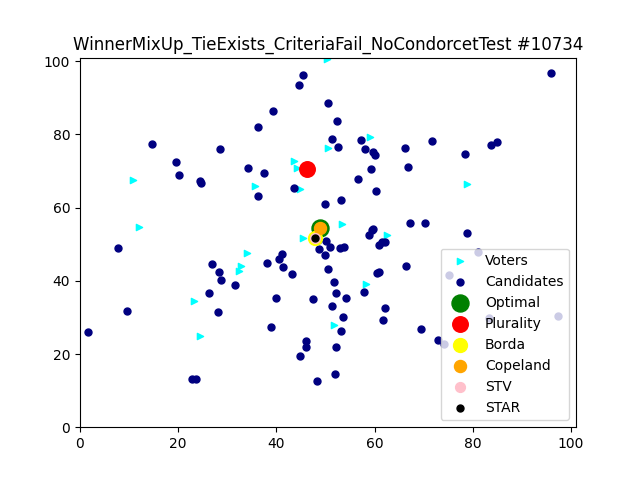 WinnerMixUp_TieExists_CriteriaFail_NoCondorcetTest #10734
100
80
60
40
20
0
0 20 40 60 80 100
Voters
Candidates
Optimal
Plurality
Borda
Copeland
STV
STAR